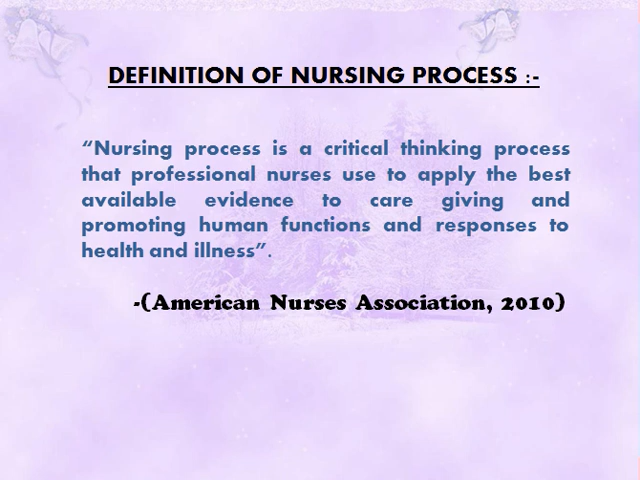 DEFINITION OF NURSING PROCESS :-
“Nursing process is a critical thinking process
that professional nurses use to apply the best
available evidence to care giving and
promoting human functions and responses to
health and illness”.
-(American Nurses Association, 2010)